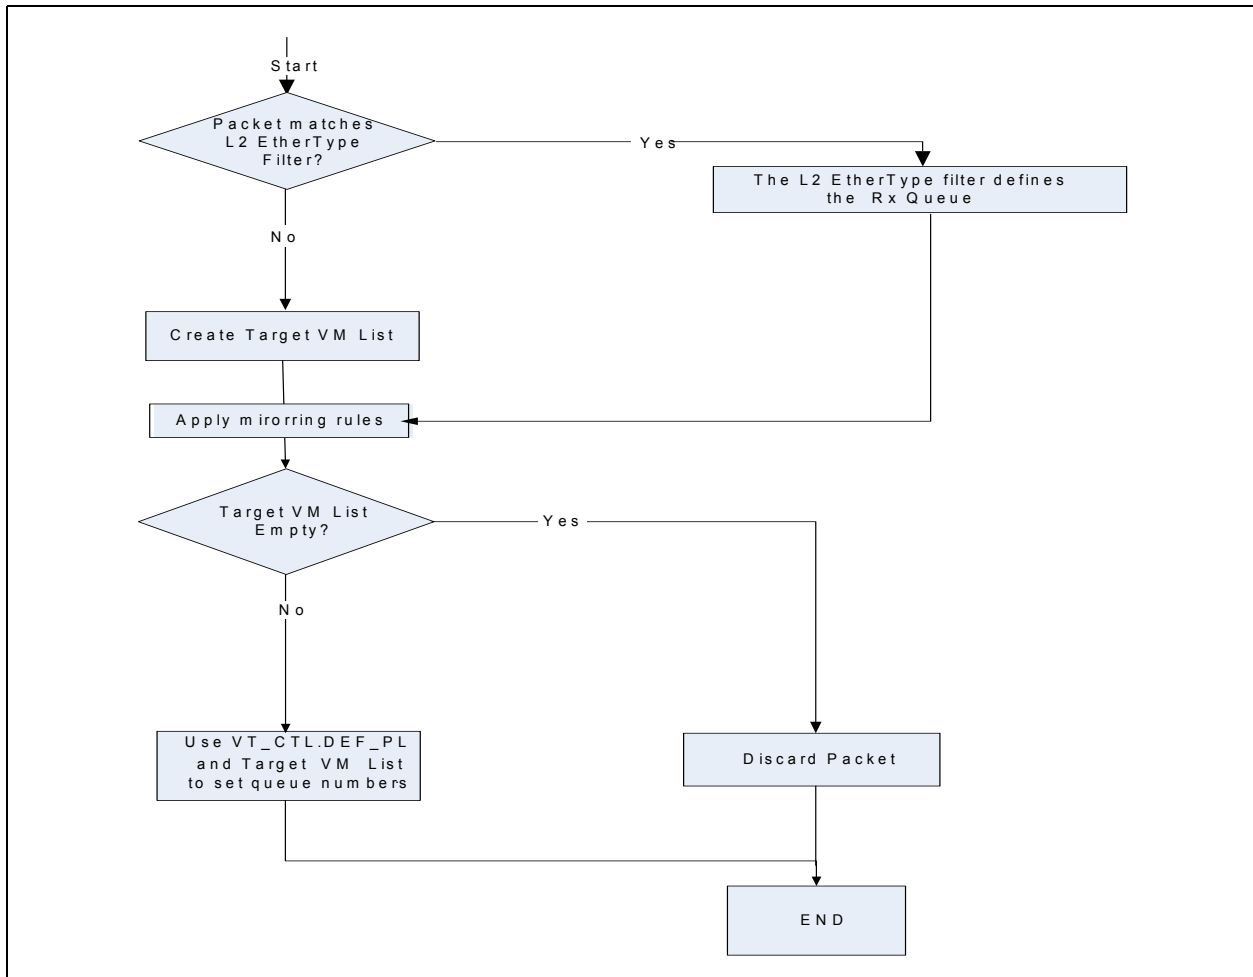 Start
Packet matches
L2 EtherType
Filter?
Yes
The L2 EtherType filter defines
the Rx Queue
No
Create Target VM List
Apply mirorring rules
Target VM List
Empty?
Yes
No
Use VT_CTL.DEF_PL
and Target VM List
to set queue numbers
Discard Packet
END